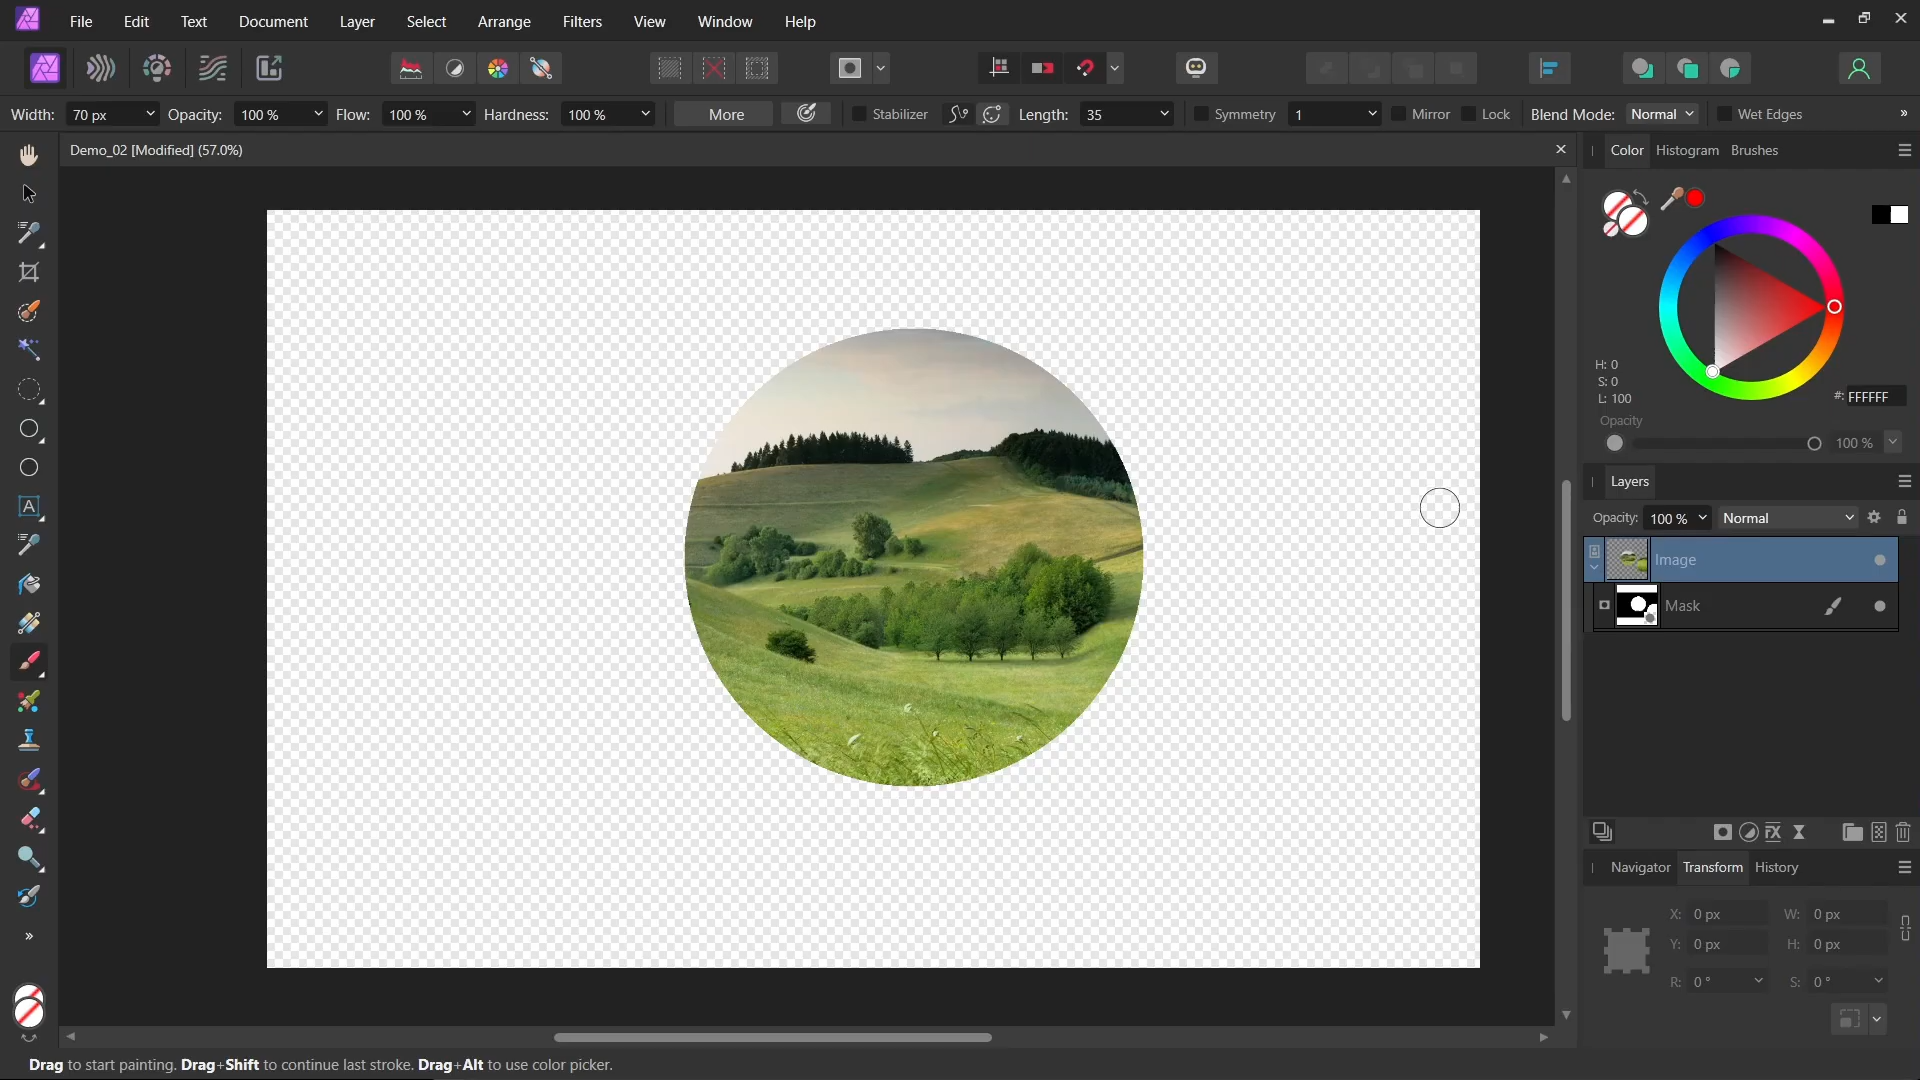 File Edit Text Document Layer Select Arrange Filters View Window Help
Width: 70 px Opacity: 100 % Flow: 100 % Hardness: 100 % More Stabilizer Length: 35 Symmetry 1 Mirror Lock Blend Mode: Normal Wet Edges »
Demo_02 [Modified] (57.0%)
Color Histogram Brushes
H: 0
S: 0
L: 100
#: FFFFFF
Opacity
100 %
Layers
Opacity: 100 % Normal
Image
Mask
Navigator Transform History
X: 0 px W: 0 px
Y: 0 px H: 0 px
R: 0 ° S: 0 °
Drag to start painting. Drag+Shift to continue last stroke. Drag+Alt to use color picker.